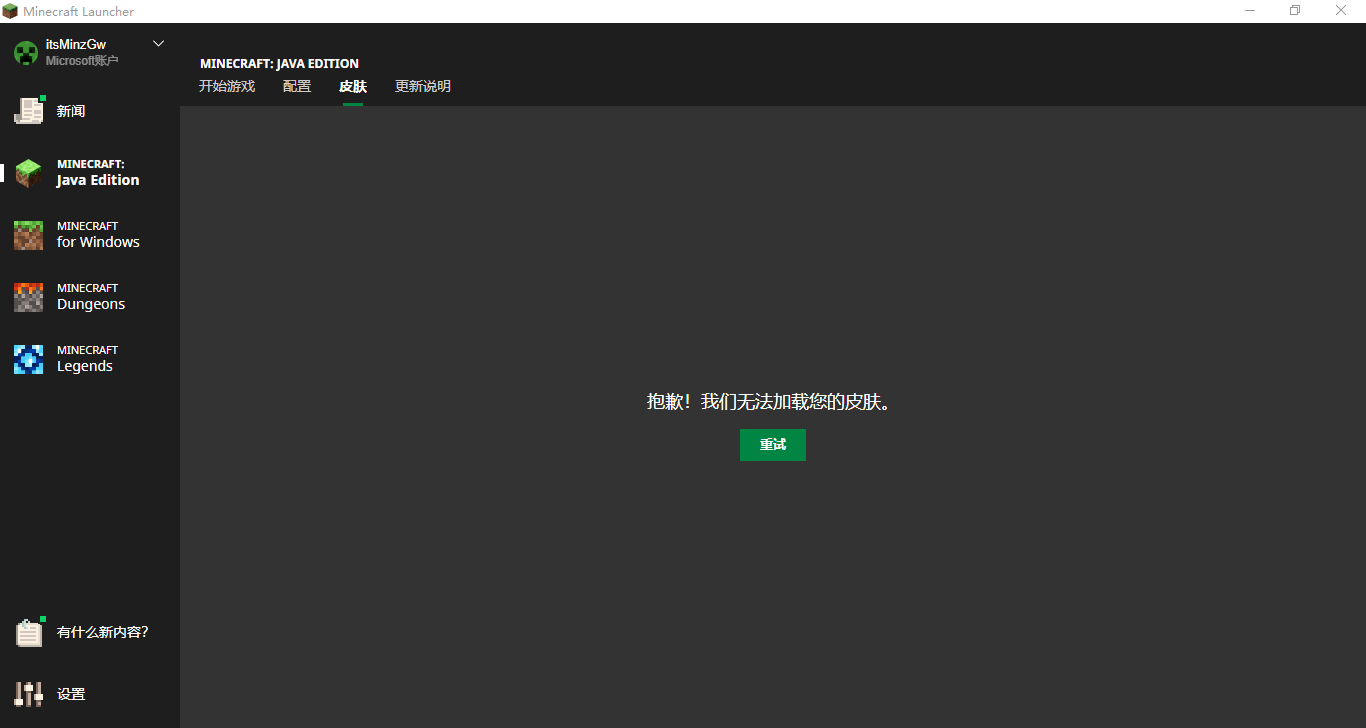 Minecraft Launcher
itsMinzGw
Microsoft账户
新闻
MINECRAFT:
Java Edition
MINECRAFT
for Windows
MINECRAFT
Dungeons
MINECRAFT
Legends
有什么新内容?
设置
MINECRAFT: JAVA EDITION
开始游戏 配置 皮肤 更新说明
抱歉！我们无法加载您的皮肤。
重试